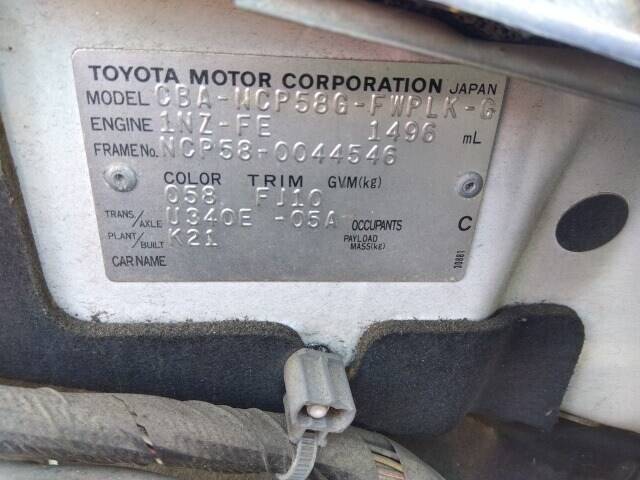 TOYOTA MOTOR CORPORATION JAPAN
MODEL CBA-NCP58G-FWPLK-G
ENGINE 1NZ-FE 1496 mL
FRAME No. NCP58-0044546
COLOR TRIM GVM(kg)
058 FJ10
TRANS/AXLE U340E -05A OCCUPANTS C
PLANT/BUILT K21 PAYLOAD MASS(kg)
CAR NAME